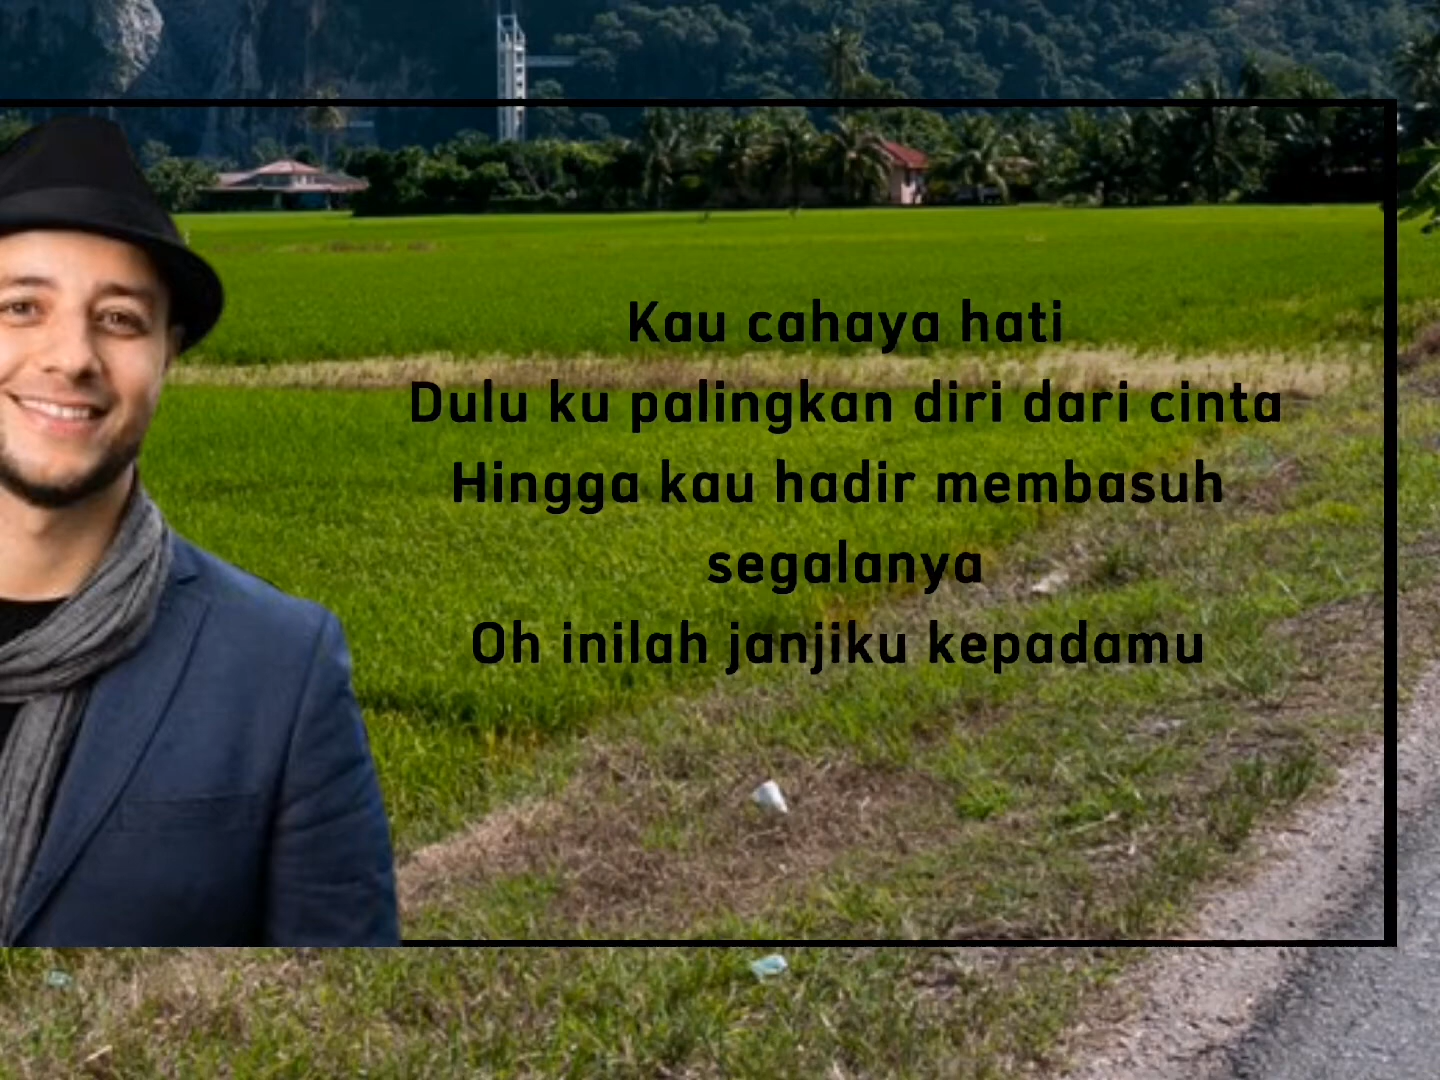 Kau cahaya hati
Dulu ku palingkan diri dari cinta
Hingga kau hadir membasuh
segalanya
Oh inilah janjiku kepadamu